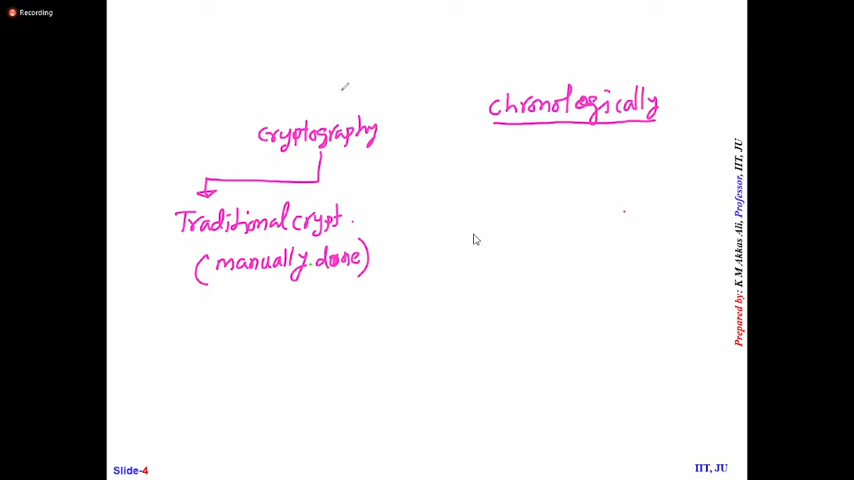 Recording
chronologically
cryptography
Traditional crypt.
(manually done)
Prepared by: K M Akkas Ali, Professor, IIT, JU
Slide-4
IIT, JU